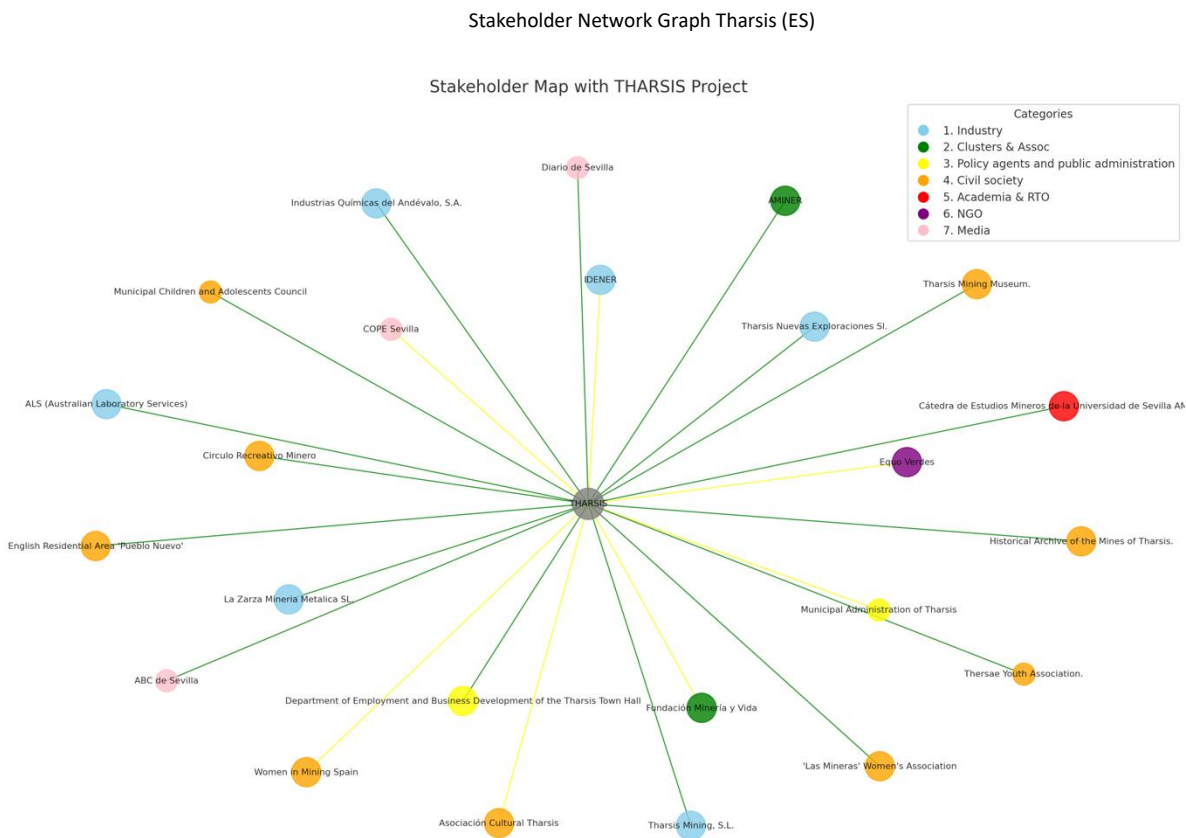 Stakeholder Network Graph Tharsis (ES)
Stakeholder Map with THARSIS Project
Categories
1. Industry
2. Clusters & Assoc
3. Policy agents and public administration
4. Civil society
5. Academia & RTO
6. NGO
7. Media
Diario de Sevilla
Industrias Químicas del Andévalo, S.A.
AMINER
IDENER
Tharsis Mining Museum.
Municipal Children and Adolescents Council
COPE Sevilla
Tharsis Nuevas Exploraciones Sl.
ALS (Australian Laboratory Services)
Cátedra de Estudios Mineros de la Universidad de Sevilla AM
Circulo Recreativo Minero
Equo Verdes
THARSIS
English Residential Area 'Pueblo Nuevo'
Historical Archive of the Mines of Tharsis.
La Zarza Mineria Metalica SL.
Municipal Administration of Tharsis
ABC de Sevilla
Thersae Youth Association.
Department of Employment and Business Development of the Tharsis Town Hall
Fundación Minería y Vida
Women in Mining Spain
'Las Mineras' Women's Association
Asociación Cultural Tharsis
Tharsis Mining, S.L.